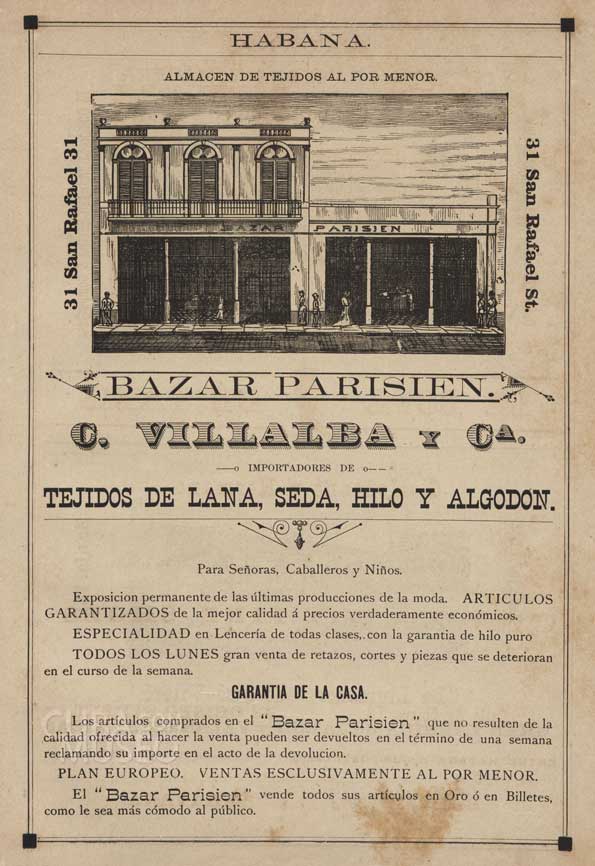 HABANA.
ALMACEN DE TEJIDOS AL POR MENOR.
31 San Rafael 31
31 San Rafael St.
BAZAR PARISIEN
BAZAR PARISIEN.
C. VILLALBA Y Cª.
IMPORTADORES DE
TEJIDOS DE LANA, SEDA, HILO Y ALGODON.
Para Señoras, Caballeros y Niños.
Exposicion permanente de las últimas producciones de la moda. ARTICULOS
GARANTIZADOS de la mejor calidad á precios verdaderamente económicos.
ESPECIALIDAD en Lencería de todas clases, con la garantia de hilo puro
TODOS LOS LUNES gran venta de retazos, cortes y piezas que se deterioran
en el curso de la semana.
GARANTIA DE LA CASA.
Los artículos comprados en el "Bazar Parisien" que no resulten de la
calidad ofrecida al hacer la venta pueden ser devueltos en el término de una semana
reclamando su importe en el acto de la devolucion.
PLAN EUROPEO. VENTAS ESCLUSIVAMENTE AL POR MENOR.
El "Bazar Parisien" vende todos sus artículos en Oro ó en Billetes,
como le sea más cómodo al público.